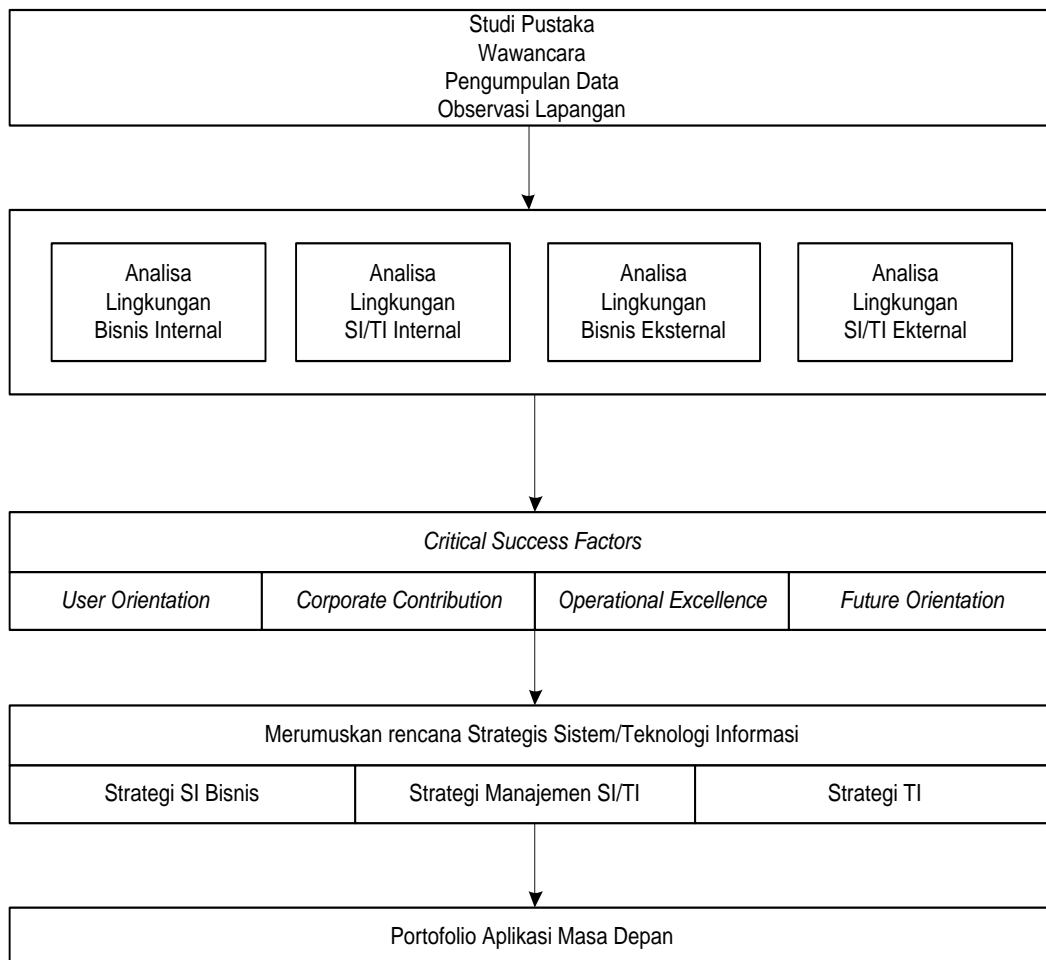 Studi Pustaka
Wawancara
Pengumpulan Data
Observasi Lapangan
Analisa
Lingkungan
Bisnis Internal
Analisa
Lingkungan
SI/TI Internal
Analisa
Lingkungan
Bisnis Eksternal
Analisa
Lingkungan
SI/TI Ekternal
Critical Success Factors
User Orientation
Corporate Contribution
Operational Excellence
Future Orientation
Merumuskan rencana Strategis Sistem/Teknologi Informasi
Strategi SI Bisnis
Strategi Manajemen SI/TI
Strategi TI
Portofolio Aplikasi Masa Depan